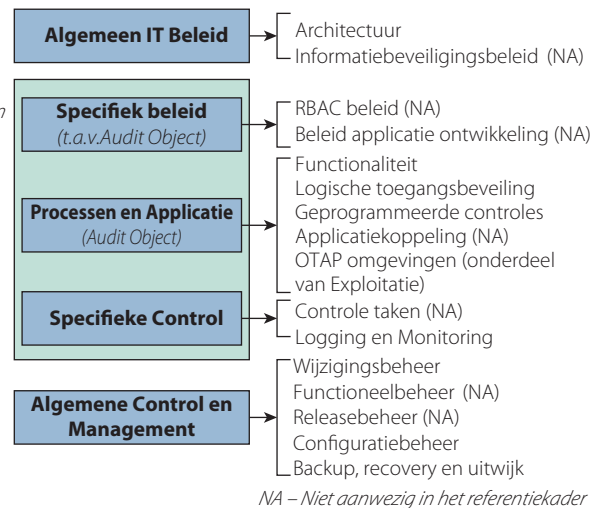 Algemeen IT Beleid
Architectuur
Informatiebeveiligingsbeleid (NA)
n
Specifiek beleid
(t.a.v.Audit Object)
RBAC beleid (NA)
Beleid applicatie ontwikkeling (NA)
Processen en Applicatie
(Audit Object)
Functionaliteit
Logische toegangsbeveiling
Geprogrammeerde controles
Applicatiekoppeling (NA)
OTAP omgevingen (onderdeel
van Exploitatie)
Specifieke Control
Controle taken (NA)
Logging en Monitoring
Algemene Control en
Management
Wijzigingsbeheer
Functioneelbeheer (NA)
Releasebeheer (NA)
Configuratiebeheer
Backup, recovery en uitwijk
NA – Niet aanwezig in het referentiekader